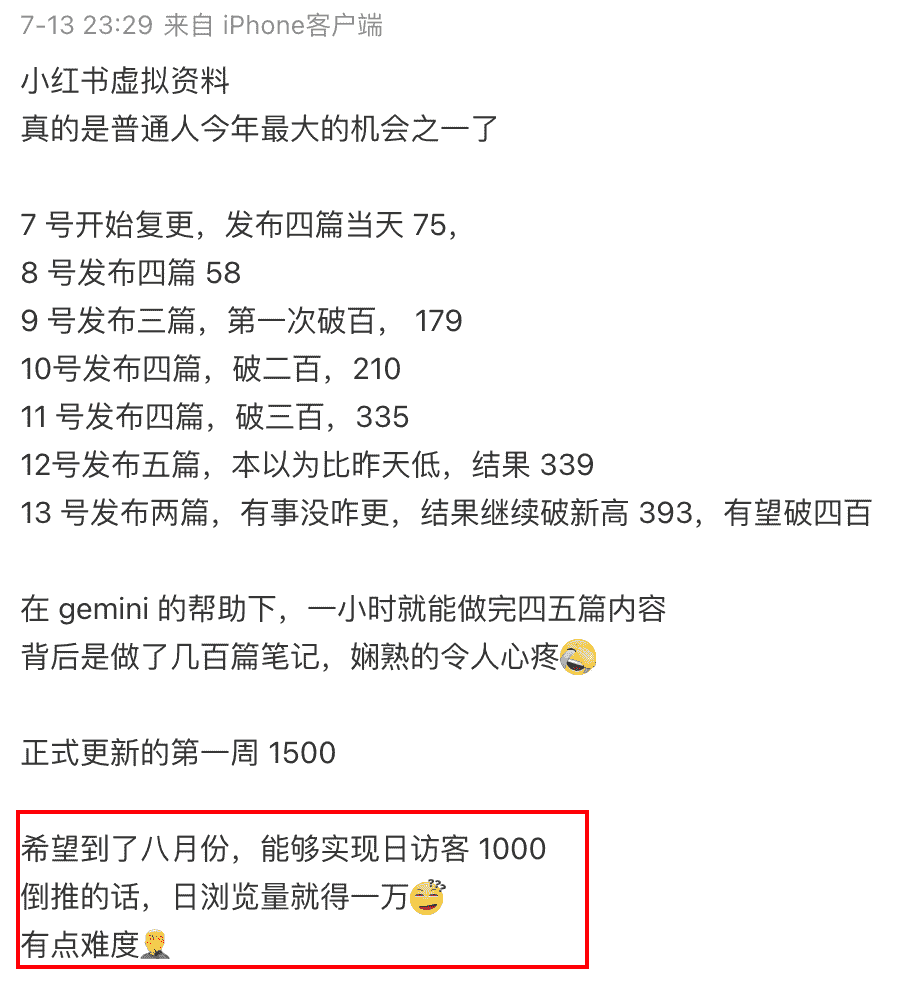 7-13 23:29 来自 iPhone客户端
小红书虚拟资料
真的是普通人今年最大的机会之一了
7 号开始复更，发布四篇当天 75，
8 号发布四篇 58
9 号发布三篇，第一次破百， 179
10号发布四篇，破二百，210
11 号发布四篇，破三百，335
12号发布五篇，本以为比昨天低，结果 339
13 号发布两篇，有事没咋更，结果继续破新高 393，有望破四百
在 gemini 的帮助下，一小时就能做完四五篇内容
背后是做了几百篇笔记，娴熟的令人心疼
正式更新的第一周 1500
希望到了八月份，能够实现日访客 1000
倒推的话，日浏览量就得一万
有点难度